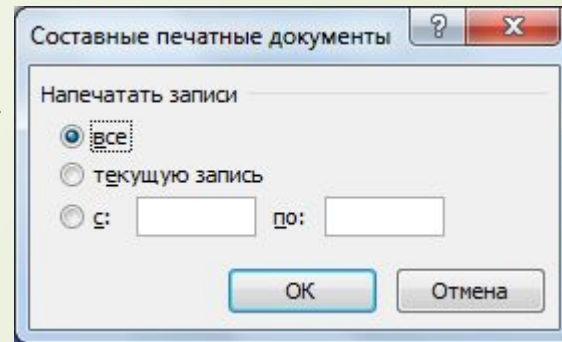 Составные печатные документы
Напечатать записи
все
текущую запись
с: по:
ОК Отмена